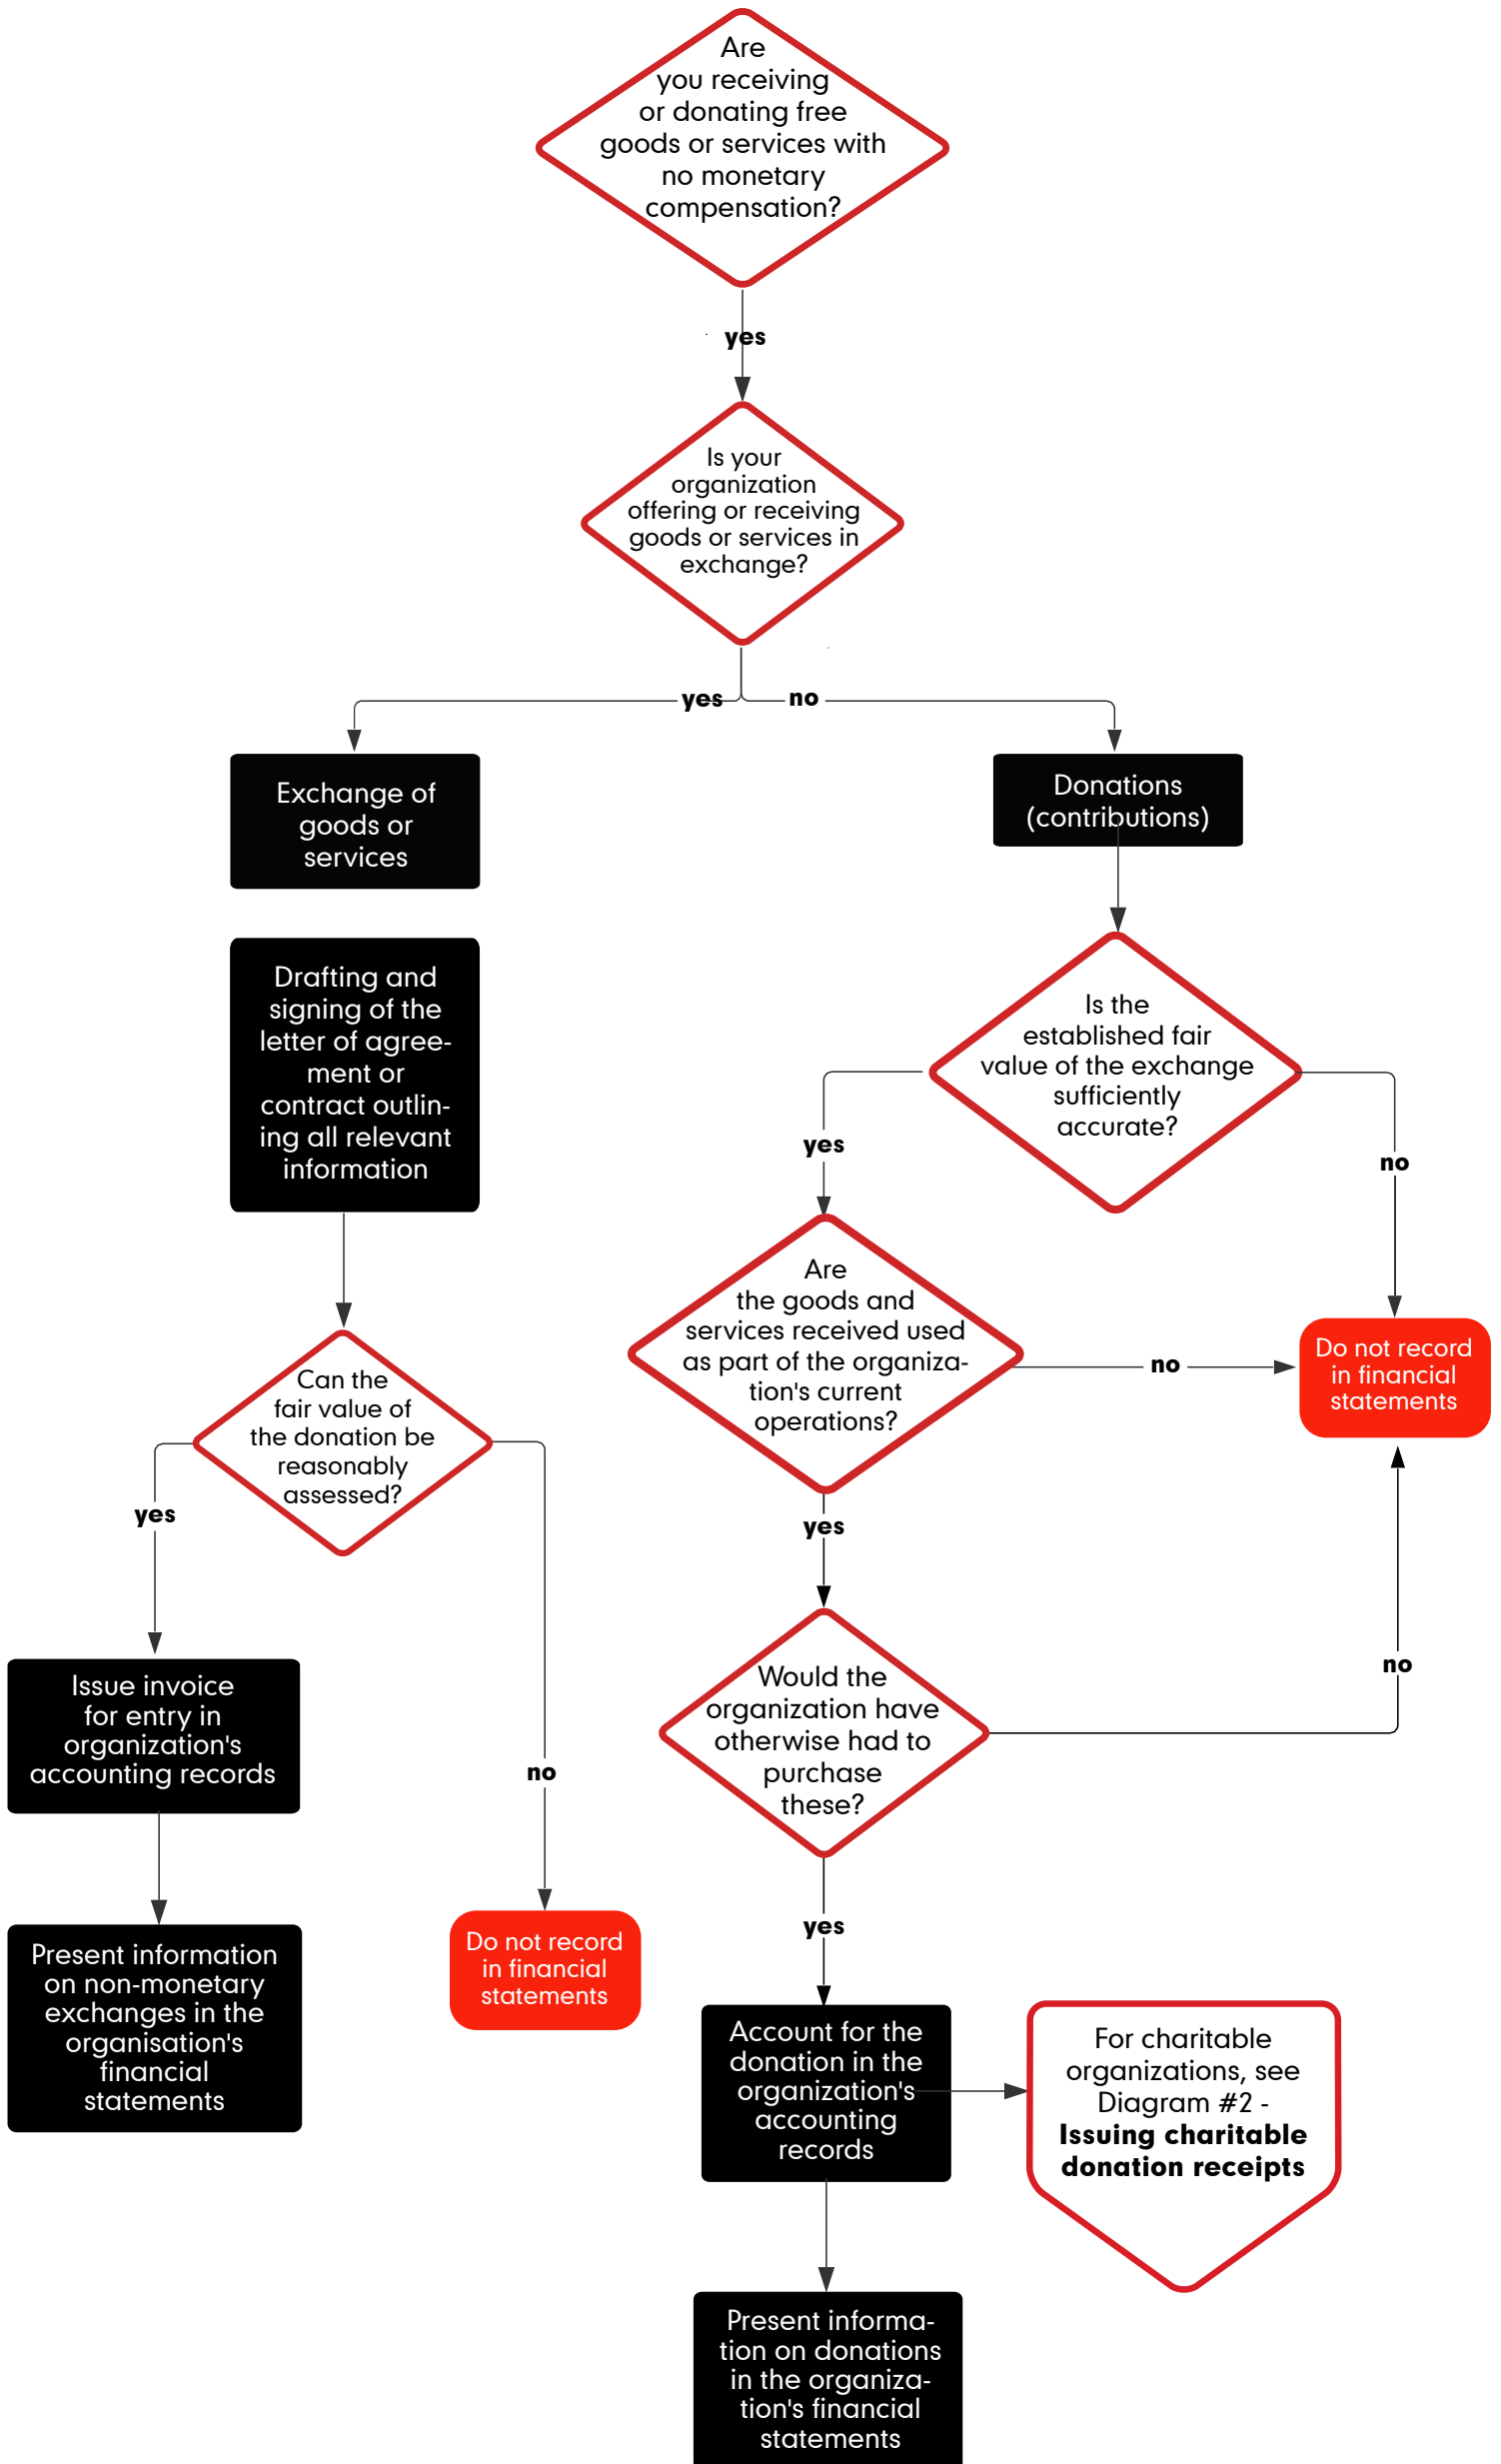 Are
you receiving
or donating free
goods or services with
no monetary
compensation?
yes
Is your
organization
offering or receiving
goods or services in
exchange?
yes
no
Exchange of
goods or
services
Drafting and
signing of the
letter of agree-
ment or
contract outlin-
ing all relevant
information
Can the
fair value of
the donation be
reasonably
assessed?
yes
Issue invoice
for entry in
organization's
accounting records
Present information
on non-monetary
exchanges in the
organisation's
financial
statements
no
Do not record
in financial
statements
Donations
(contributions)
Is the
established fair
value of the exchange
sufficiently
accurate?
yes
no
Are
the goods and
services received used
as part of the organiza-
tion's current
operations?
no
Do not record
in financial
statements
yes
Would the
organization have
otherwise had to
purchase
these?
no
yes
Account for the
donation in the
organization's
accounting
records
For charitable
organizations, see
Diagram #2 -
Issuing charitable
donation receipts
Present informa-
tion on donations
in the organiza-
tion's financial
statements